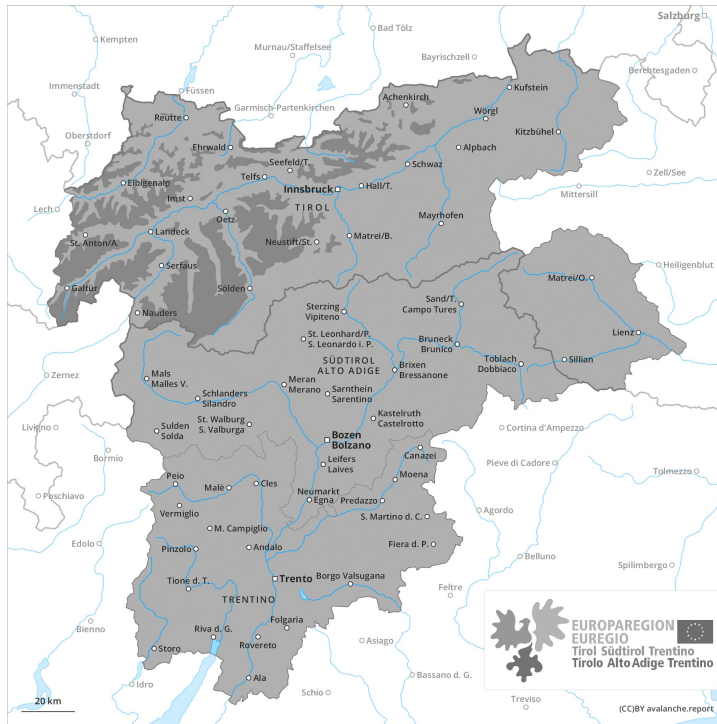 Salzburg
Kempten
Bad Tölz
Murnau/Staffelsee
Bayrischzell
Berchtesgaden
Immenstadt
Füssen
Achenkirch
Kufstein
Garmisch-Partenkirchen
Reutte
Wörgl
Oberstdorf
Kitzbühel
Ehrwald
Alpbach
Seefeld/T.
Schwaz
Telfs
Zell/See
Elbigenalp
Innsbruck
Hall/T.
Mittersill
Imst
Lech
TIROL
Oetz
Mayrhofen
Landeck
Matrei/B.
St. Anton/A.
Neustift/St.
Serfaus
Heiligenblut
Matrei/O.
Galtür
Sölden
Sand/T.
Campo Tures
Nauders
Sterzing
Vipiteno
Lienz
St. Leonhard/P.
S. Leonardo i. P.
Bruneck
Brunico
SÜDTIROL
ALTO ADIGE
Toblach
Dobbiaco
Sillian
Brixen
Bressanone
Zernez
Mals
Malles V.
Meran
Merano
Sarnthein
Sarentino
Schlanders
Silandro
St. Walburg
S. Valburga
Kastelruth
Castelrotto
Livigno
Sulden
Solda
Cortina d'Ampezzo
Bozen
Bolzano
Bormio
Canazei
Leifers
Laives
Pieve di Cadore
Tolmezzo
Peio
Moena
Malè
Cles
Poschiavo
Neumarkt
Egna
Predazzo
Vermiglio
Agordo
S. Martino d. C.
M. Campiglio
Edolo
Pinzolo
Andalo
Fiera d. P.
Belluno
Spilimbergo
Tione d. T.
Trento
Borgo Valsugana
Feltre
TRENTINO
Folgaria
Bienno
Riva d. G.
Rovereto
Asiago
Storo
Ala
Idro
Schio
Bassano d. G.
Treviso
EUROPAREGION
EUREGIO
Tirol Südtirol Trentino
Tirolo Alto Adige Trentino
20 km
(CC)BY avalanche.report